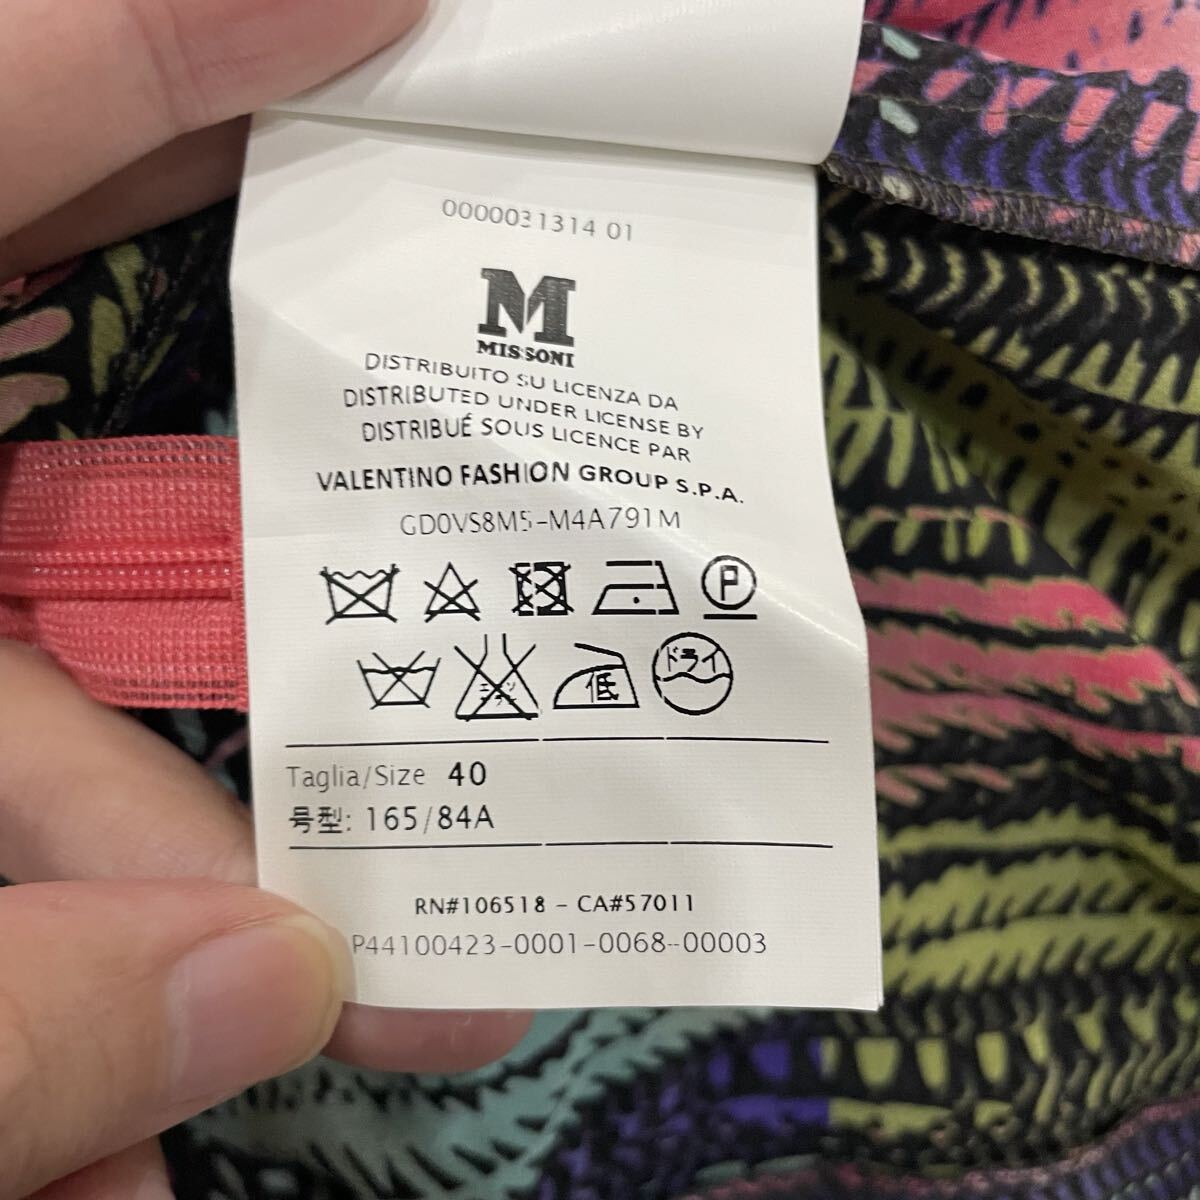 0000031314 01
M
MISSONI
DISTRIBUITO SU LICENZA DA
DISTRIBUTED UNDER LICENSE BY
DISTRIBUÉ SOUS LICENCE PAR
VALENTINO FASHION GROUP S.P.A.
GD0VS8M5-M4A791M
P
低 ドライ
Taglia/Size 40
号型: 165/84A
RN#106518 - CA#57011
P44100423-0001-0068-00003